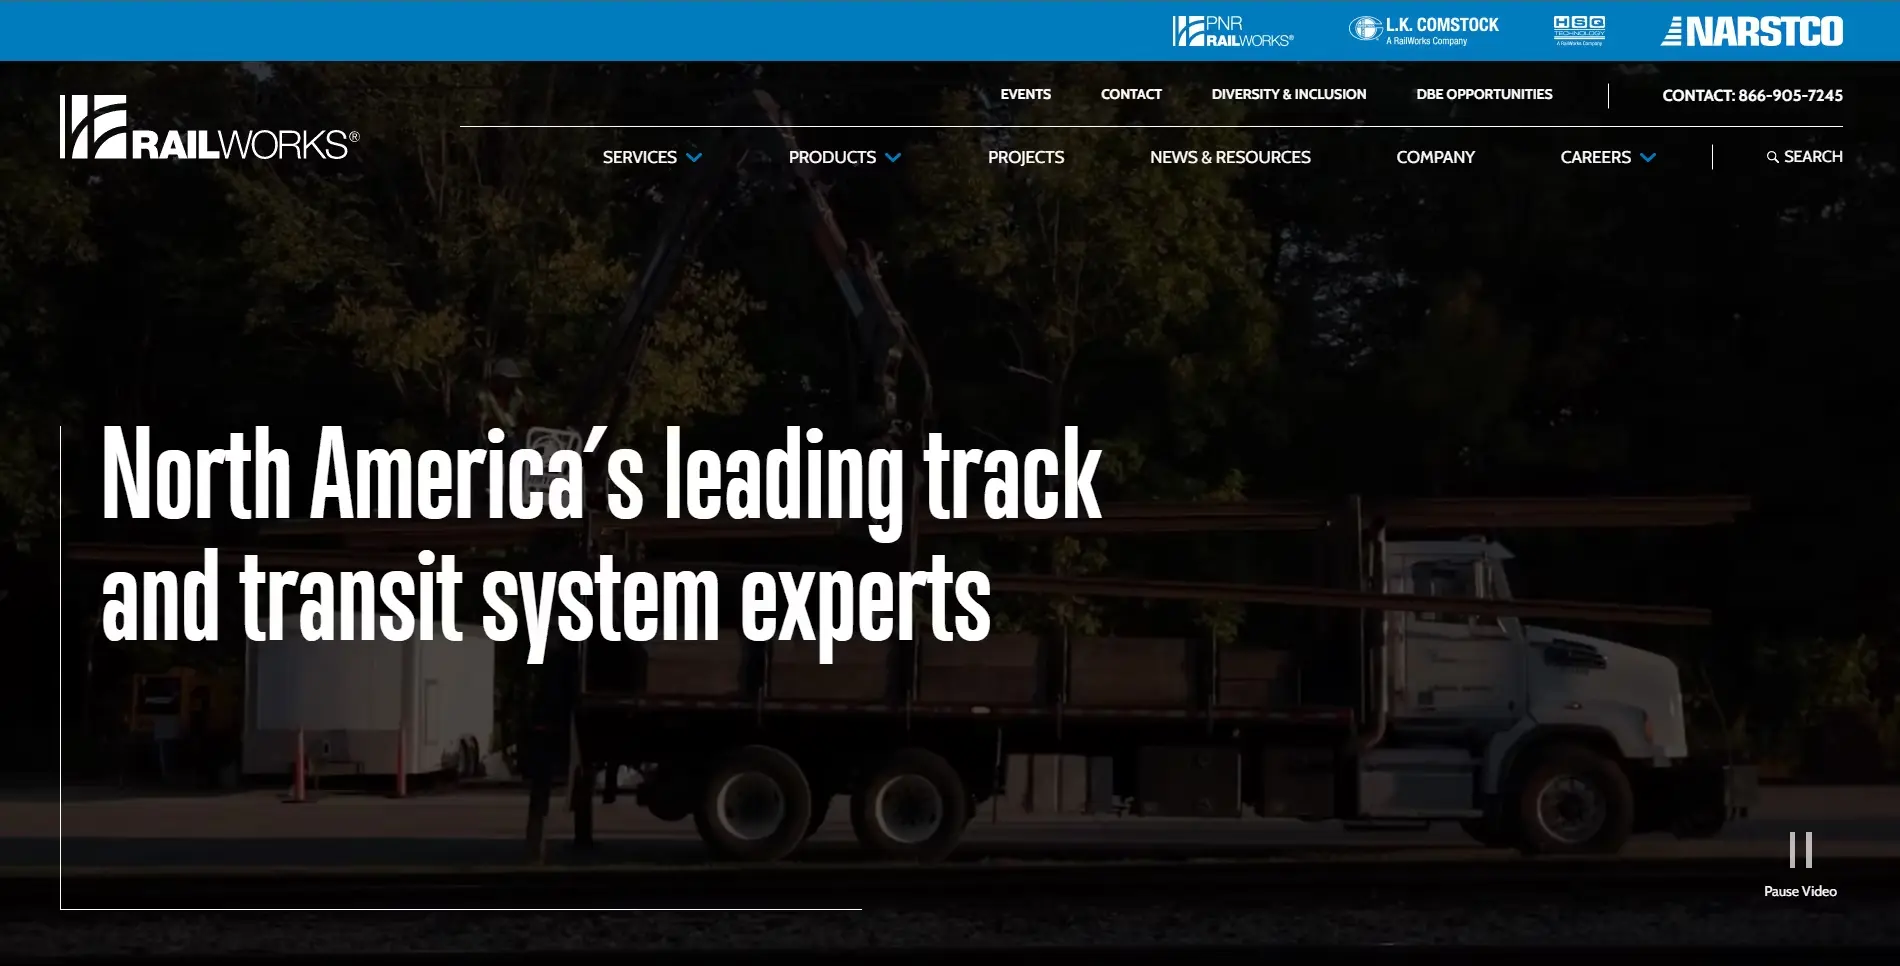 PNR
RAILWORKS®
L.K. COMSTOCK
A RailWorks Company
HSG
TECHNOLOGY
A RailWorks Company
NARSTCO
EVENTS
CONTACT
DIVERSITY & INCLUSION
DBE OPPORTUNITIES
CONTACT: 866-905-7245
RAILWORKS®
SERVICES
PRODUCTS
PROJECTS
NEWS & RESOURCES
COMPANY
CAREERS
SEARCH
North America's leading track
and transit system experts
Pause Video